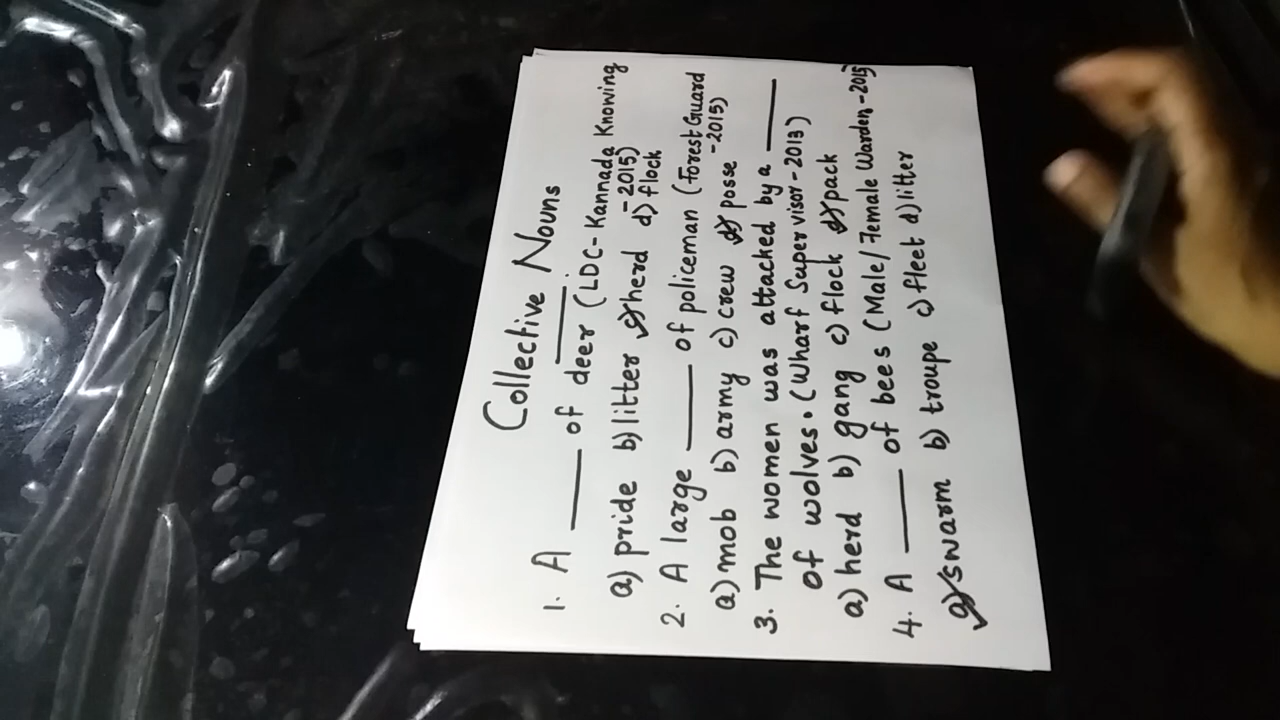 Collective Nouns
1. A ______ of deer (LDC-Kannada Knowing
-2015)
a) pride b) litter c) herd d) flock
2. A large ______ of policeman (Forest Guard
-2015)
a) mob b) army c) crew d) posse
3. The women was attacked by a ______
of wolves. (Wharf Supervisor-2013)
a) herd b) gang c) flock d) pack
4. A ______ of bees (Male/Female Warden-2015)
a) swarm b) troupe c) fleet d) litter